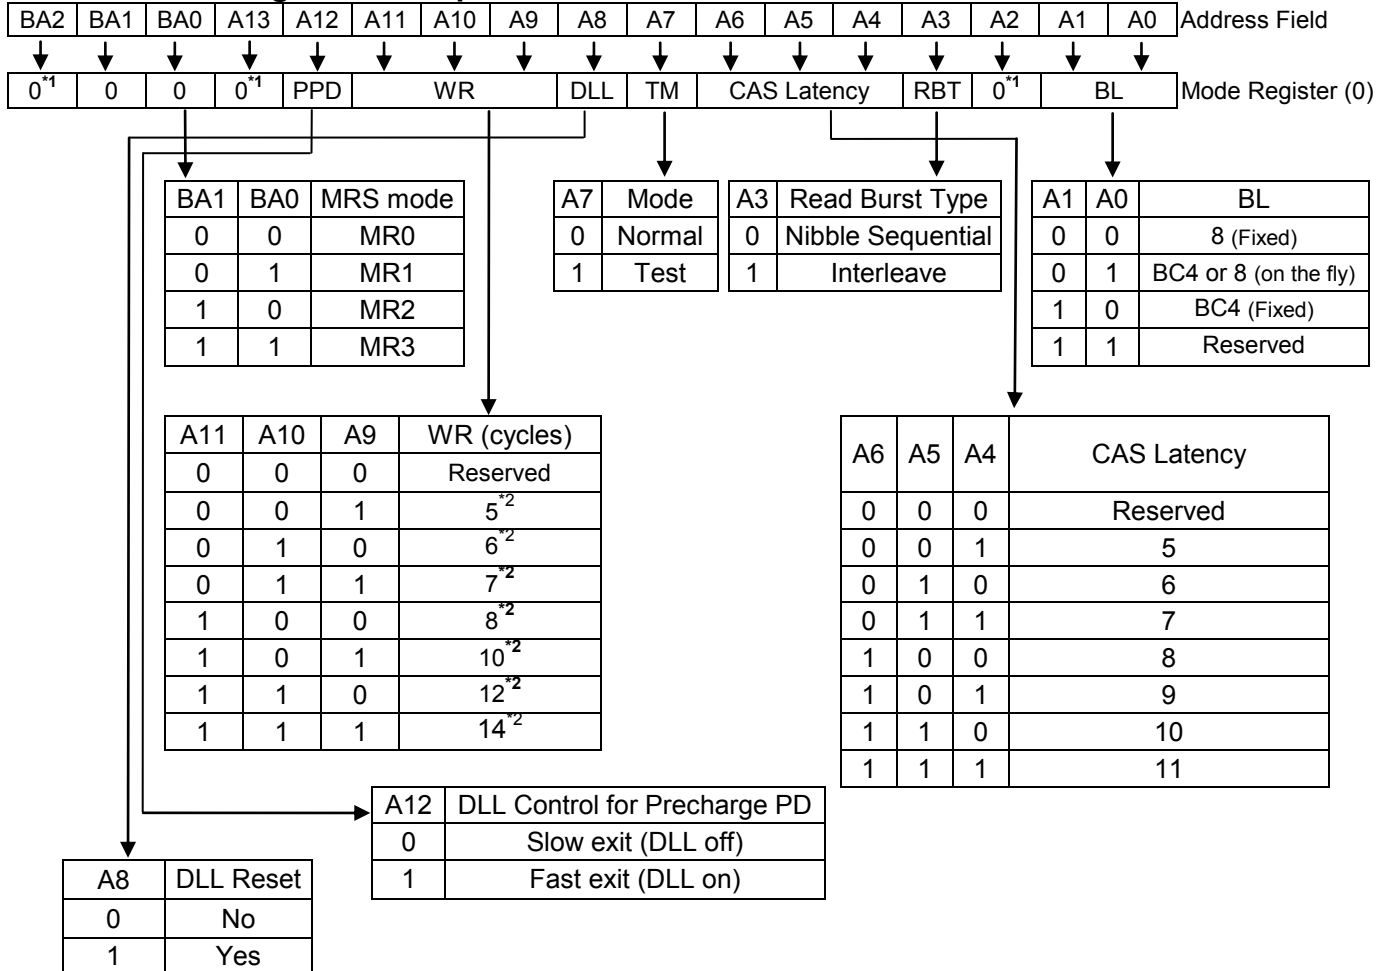 BA2 BA1 BA0 A13 A12 A11 A10 A9 A8 A7 A6 A5 A4 A3 A2 A1 A0 Address Field
0*1 0 0 0*1 PPD WR DLL TM CAS Latency RBT 0*1 BL Mode Register (0)
BA1 BA0 MRS mode
0 0 MR0
0 1 MR1
1 0 MR2
1 1 MR3
A7 Mode
0 Normal
1 Test
A3 Read Burst Type
0 Nibble Sequential
1 Interleave
A1 A0 BL
0 0 8 (Fixed)
0 1 BC4 or 8 (on the fly)
1 0 BC4 (Fixed)
1 1 Reserved
A11 A10 A9 WR (cycles)
0 0 0 Reserved
0 0 1 5*2
0 1 0 6*2
0 1 1 7*2
1 0 0 8*2
1 0 1 10*2
1 1 0 12*2
1 1 1 14*2
A6 A5 A4 CAS Latency
0 0 0 Reserved
0 0 1 5
0 1 0 6
0 1 1 7
1 0 0 8
1 0 1 9
1 1 0 10
1 1 1 11
A12 DLL Control for Precharge PD
0 Slow exit (DLL off)
1 Fast exit (DLL on)
A8 DLL Reset
0 No
1 Yes